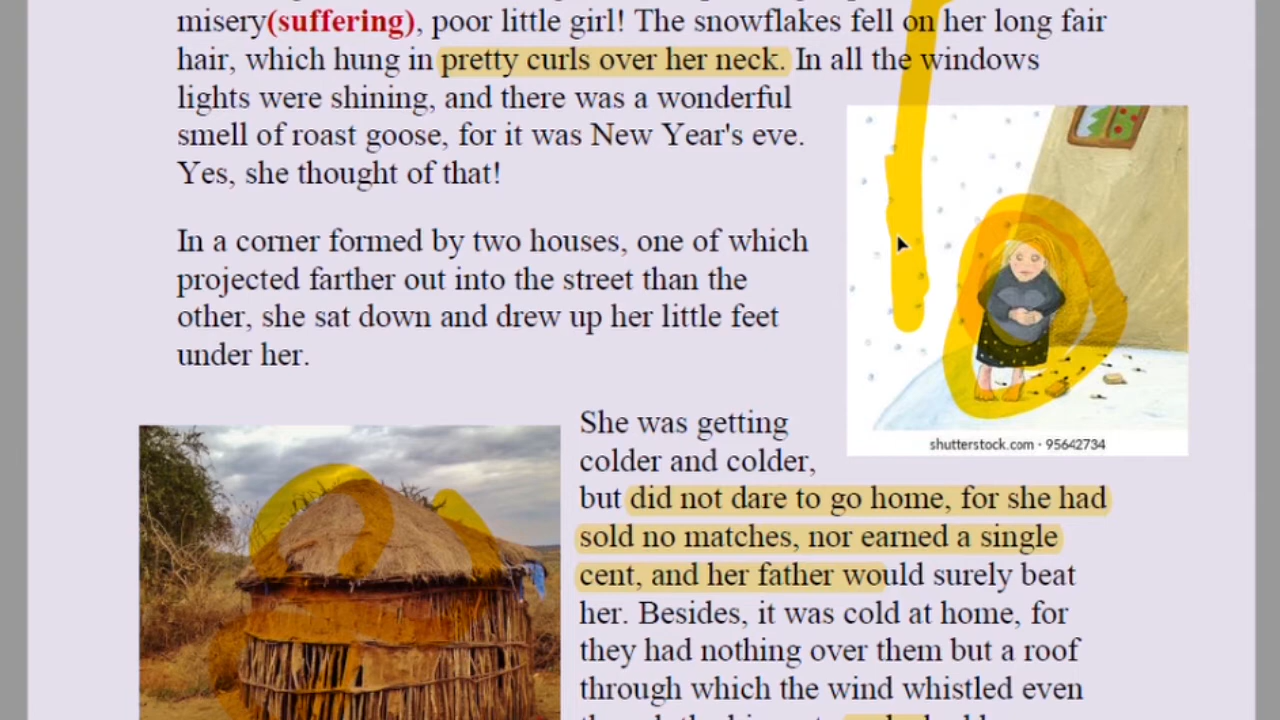 misery(suffering), poor little girl! The snowflakes fell on her long fair
hair, which hung in pretty curls over her neck. In all the windows
lights were shining, and there was a wonderful
smell of roast goose, for it was New Year's eve.
Yes, she thought of that!
In a corner formed by two houses, one of which
projected farther out into the street than the
other, she sat down and drew up her little feet
under her.
shutterstock.com · 95642734
She was getting
colder and colder,
but did not dare to go home, for she had
sold no matches, nor earned a single
cent, and her father would surely beat
her. Besides, it was cold at home, for
they had nothing over them but a roof
through which the wind whistled even